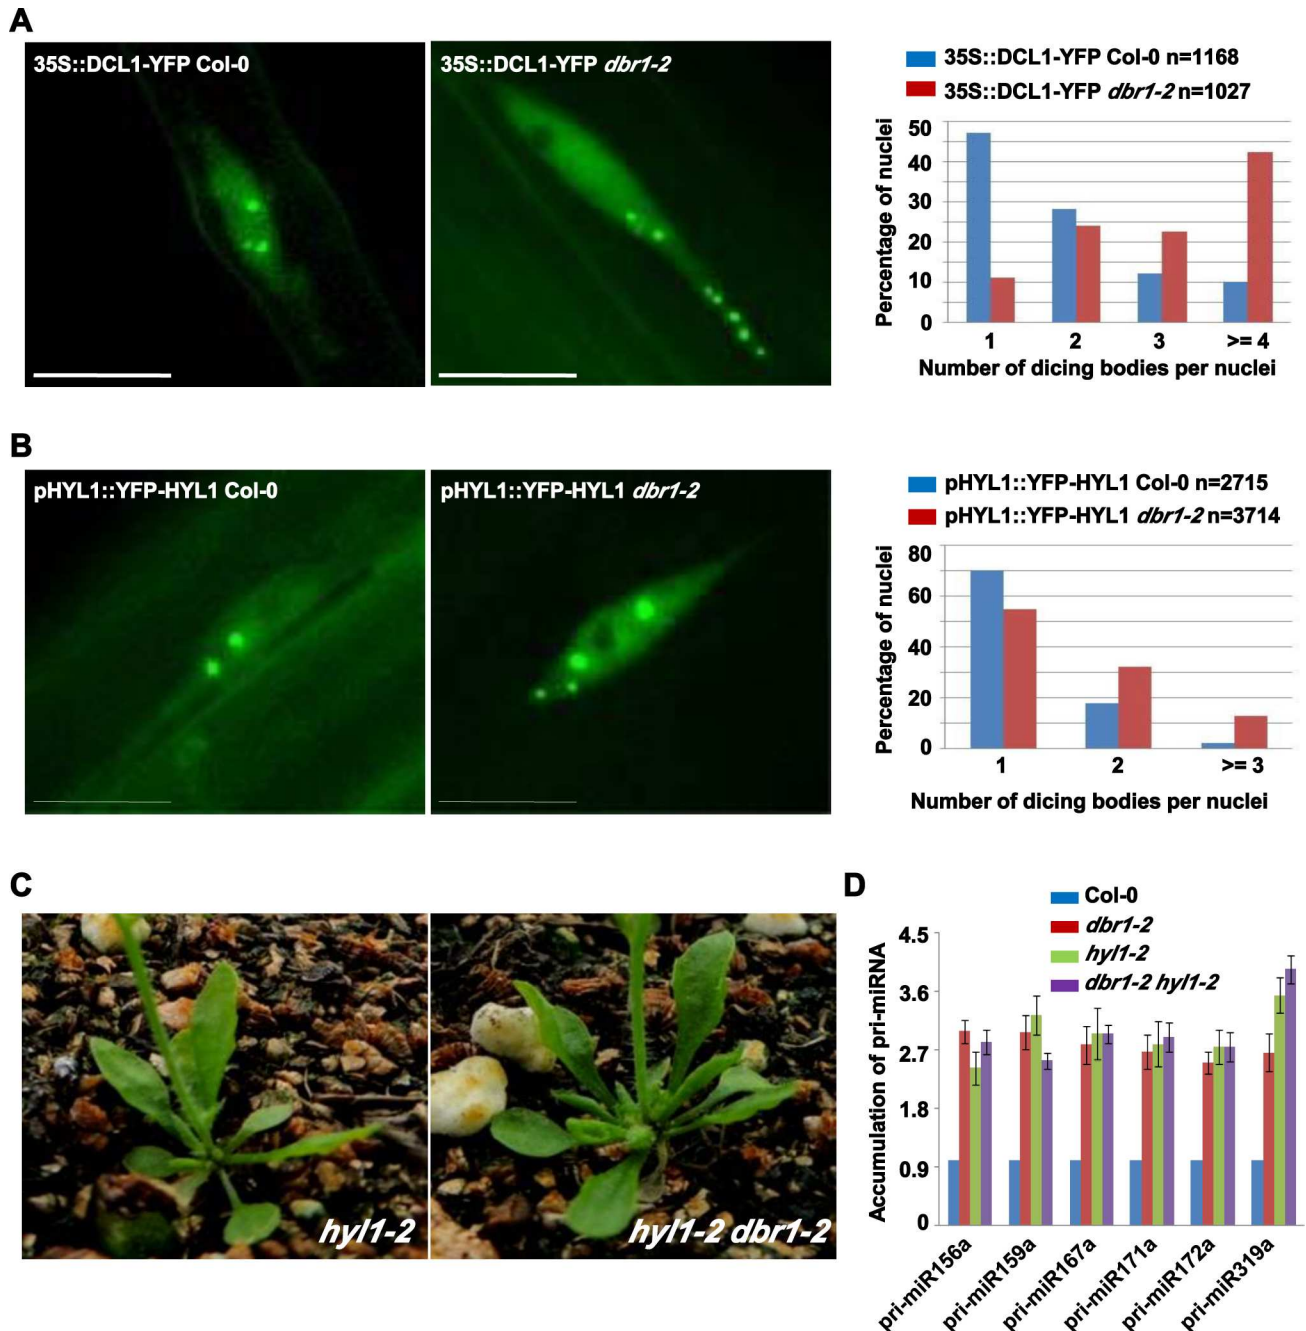 A
35S::DCL1-YFP Col-0
35S::DCL1-YFP dbr1-2
35S::DCL1-YFP Col-0 n=1168
35S::DCL1-YFP dbr1-2 n=1027
Percentage of nuclei
50
40
30
20
10
0
1 2 3 >= 4
Number of dicing bodies per nuclei
B
pHYL1::YFP-HYL1 Col-0
pHYL1::YFP-HYL1 dbr1-2
pHYL1::YFP-HYL1 Col-0 n=2715
pHYL1::YFP-HYL1 dbr1-2 n=3714
Percentage of nuclei
80
60
40
20
0
1 2 >= 3
Number of dicing bodies per nuclei
C
hyl1-2
hyl1-2 dbr1-2
D
Col-0
dbr1-2
hyl1-2
dbr1-2 hyl1-2
Accumulation of pri-miRNA
4.5
3.6
2.7
1.8
0.9
0
pri-miR156a
pri-miR159a
pri-miR167a
pri-miR171a
pri-miR172a
pri-miR319a